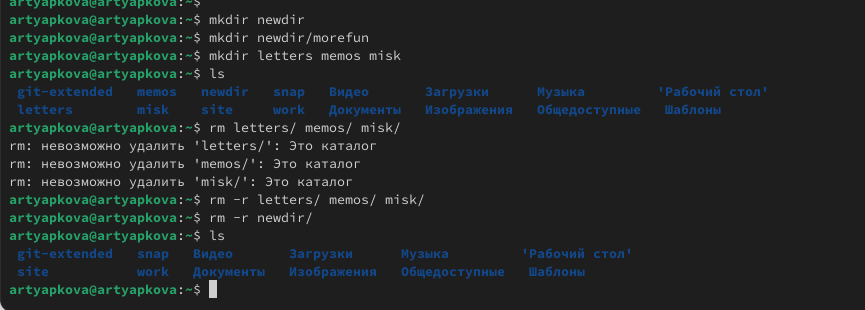 artyapkova@artyapkova:~$
artyapkova@artyapkova:~$ mkdir newdir
artyapkova@artyapkova:~$ mkdir newdir/morefun
artyapkova@artyapkova:~$ mkdir letters memos misk
artyapkova@artyapkova:~$ ls
git-extended memos newdir snap Видео Загрузки Музыка 'Рабочий стол'
letters misk site work Документы Изображения Общедоступные Шаблоны
artyapkova@artyapkova:~$ rm letters/ memos/ misk/
rm: невозможно удалить 'letters/': Это каталог
rm: невозможно удалить 'memos/': Это каталог
rm: невозможно удалить 'misk/': Это каталог
artyapkova@artyapkova:~$ rm -r letters/ memos/ misk/
artyapkova@artyapkova:~$ rm -r newdir/
artyapkova@artyapkova:~$ ls
git-extended snap Видео Загрузки Музыка 'Рабочий стол'
site work Документы Изображения Общедоступные Шаблоны
artyapkova@artyapkova:~$